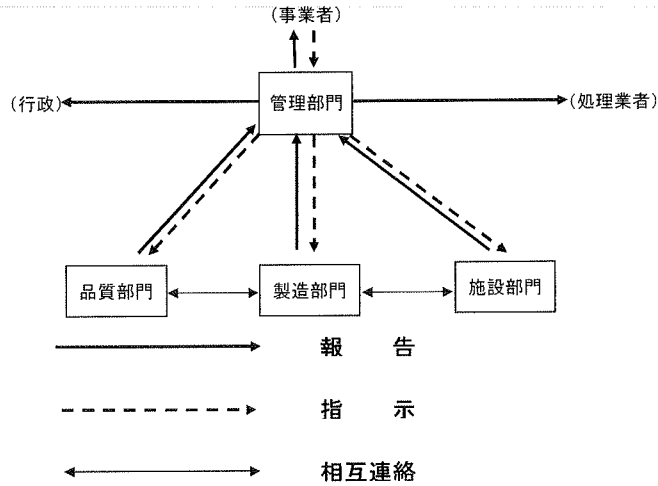 (事業者)
(行政)
管理部門
(処理業者)
品質部門
製造部門
施設部門
報 告
指 示
相互連絡